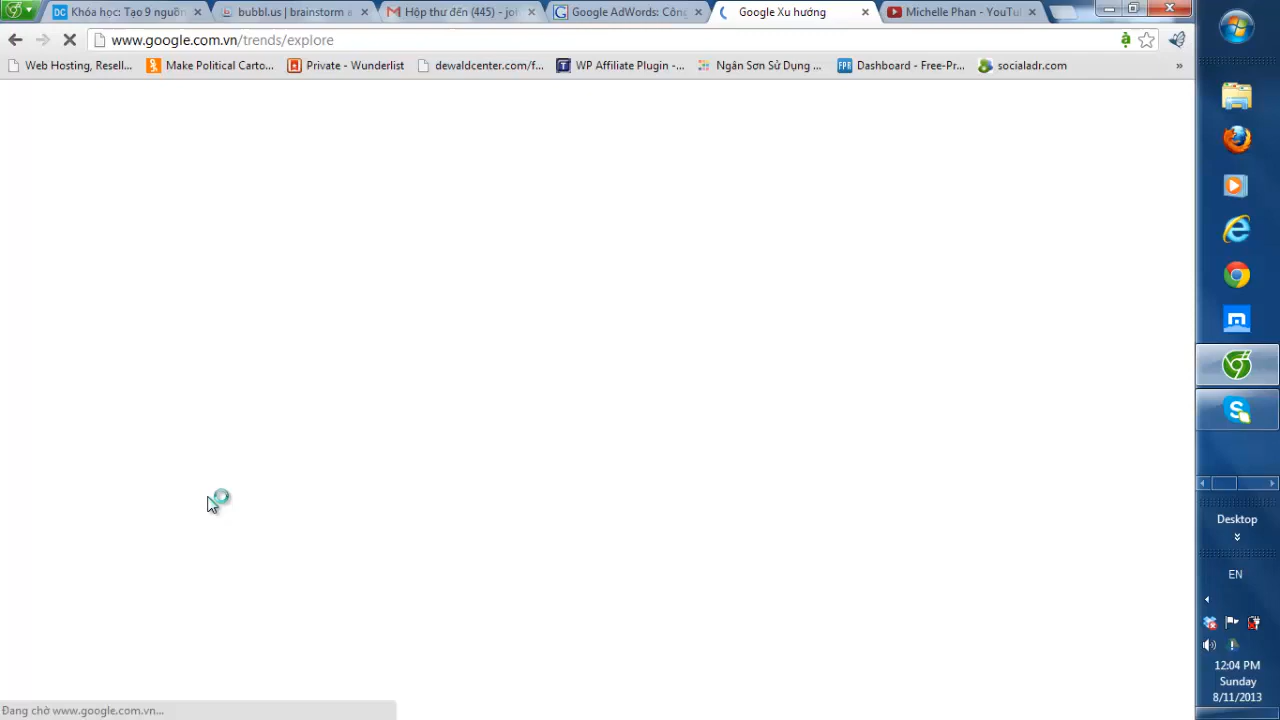 Khóa học: Tạo 9 nguồn
bubbl.us | brainstorm a
Hộp thư đến (445) - jo
Google AdWords: Công
Google Xu hướng
Michelle Phan - YouTu
www.google.com.vn/trends/explore
Web Hosting, Resell...
Make Political Carto...
Private - Wunderlist
dewaldcenter.com/f...
WP Affiliate Plugin -...
Ngân Sơn Sử Dụng ...
Dashboard - Free-Pr...
socialadr.com
»
Desktop
EN
12:04 PM
Sunday
8/11/2013
Đang chờ www.google.com.vn...